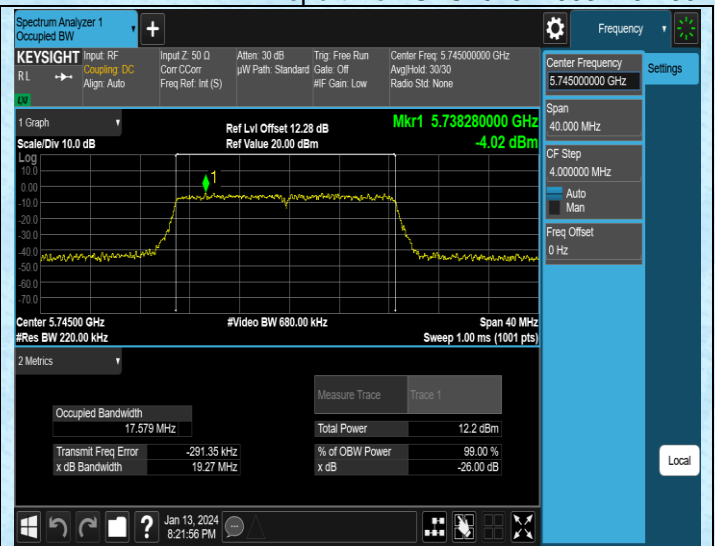 Spectrum Analyzer 1
Occupied BW
Frequency
KEYSIGHT
RL
LXI
Input: RF
Coupling: DC
Align: Auto
Input Z: 50 Ω
Corr CCorr
Freq Ref: Int (S)
Atten: 30 dB
µW Path: Standard
Trig: Free Run
Gate: Off
#IF Gain: Low
Center Freq: 5.745000000 GHz
Avg|Hold: 30/30
Radio Std: None
Center Frequency
5.745000000 GHz
Settings
Span
40.000 MHz
CF Step
4.000000 MHz
Auto
Man
Freq Offset
0 Hz
1 Graph
Scale/Div 10.0 dB
Ref Lvl Offset 12.28 dB
Ref Value 20.00 dBm
Mkr1 5.738280000 GHz
-4.02 dBm
Log
10.0
0.00
-10.0
-20.0
-30.0
-40.0
-50.0
-60.0
-70.0
1
Center 5.74500 GHz
#Res BW 220.00 kHz
#Video BW 680.00 kHz
Span 40 MHz
Sweep 1.00 ms (1001 pts)
2 Metrics
Measure Trace Trace 1
Occupied Bandwidth
17.579 MHz
Total Power 12.2 dBm
Transmit Freq Error -291.35 kHz
% of OBW Power 99.00 %
x dB Bandwidth 19.27 MHz
x dB -26.00 dB
Local
Jan 13, 2024
8:21:56 PM